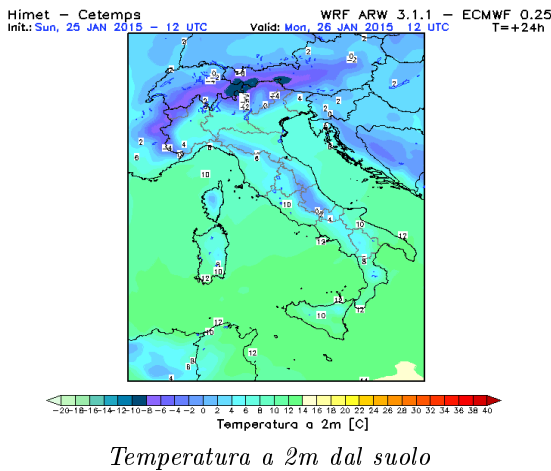 Himet – Cetemps WRF ARW 3.1.1 – ECMWF 0.25
Init.: Sun, 25 JAN 2015 – 12 UTC Valid: Mon, 26 JAN 2015 12 UTC T=+24h
-20 -18 -16 -14 -12 -10 -8 -6 -4 -2 0 2 4 6 8 10 12 14 16 18 20 22 24 26 28 30 32 34 36 38 40
Temperatura a 2m [C]
Temperatura a 2m dal suolo